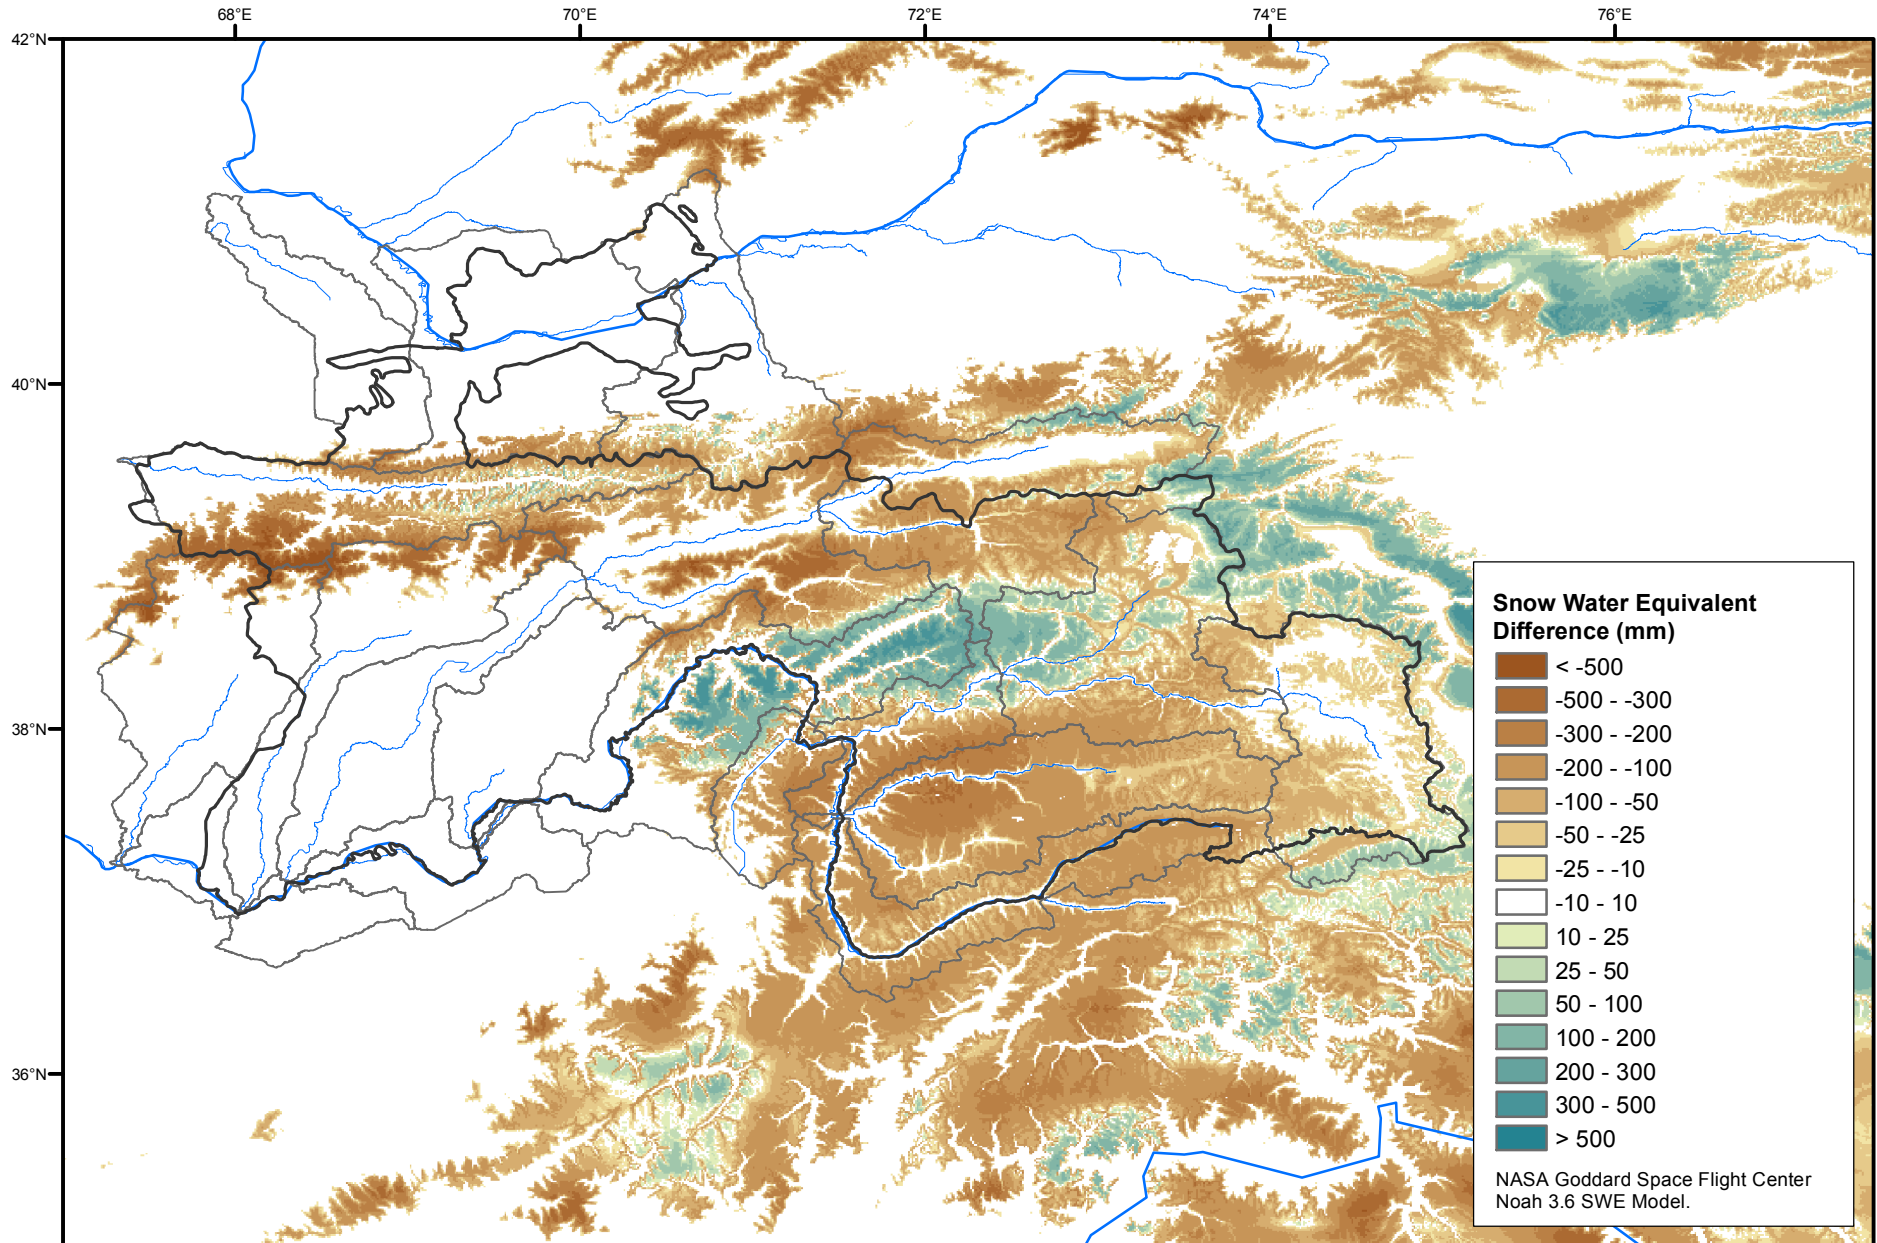 68°E
70°E
72°E
74°E
76°E
42°N
40°N
38°N
36°N
Snow Water Equivalent
Difference (mm)
< -500
-500 - -300
-300 - -200
-200 - -100
-100 - -50
-50 - -25
-25 - -10
-10 - 10
10 - 25
25 - 50
50 - 100
100 - 200
200 - 300
300 - 500
> 500
NASA Goddard Space Flight Center
Noah 3.6 SWE Model.